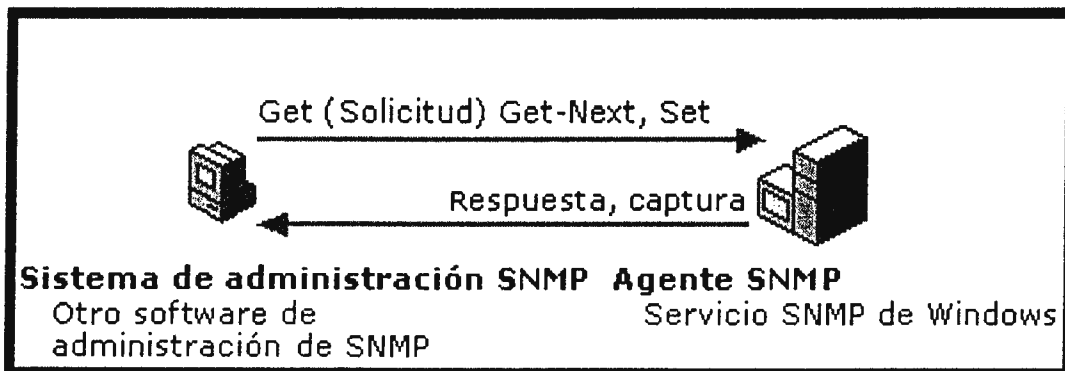 Get (Solicitud) Get-Next, Set
Respuesta, captura
Sistema de administración SNMP
Otro software de
administración de SNMP
Agente SNMP
Servicio SNMP de Windows